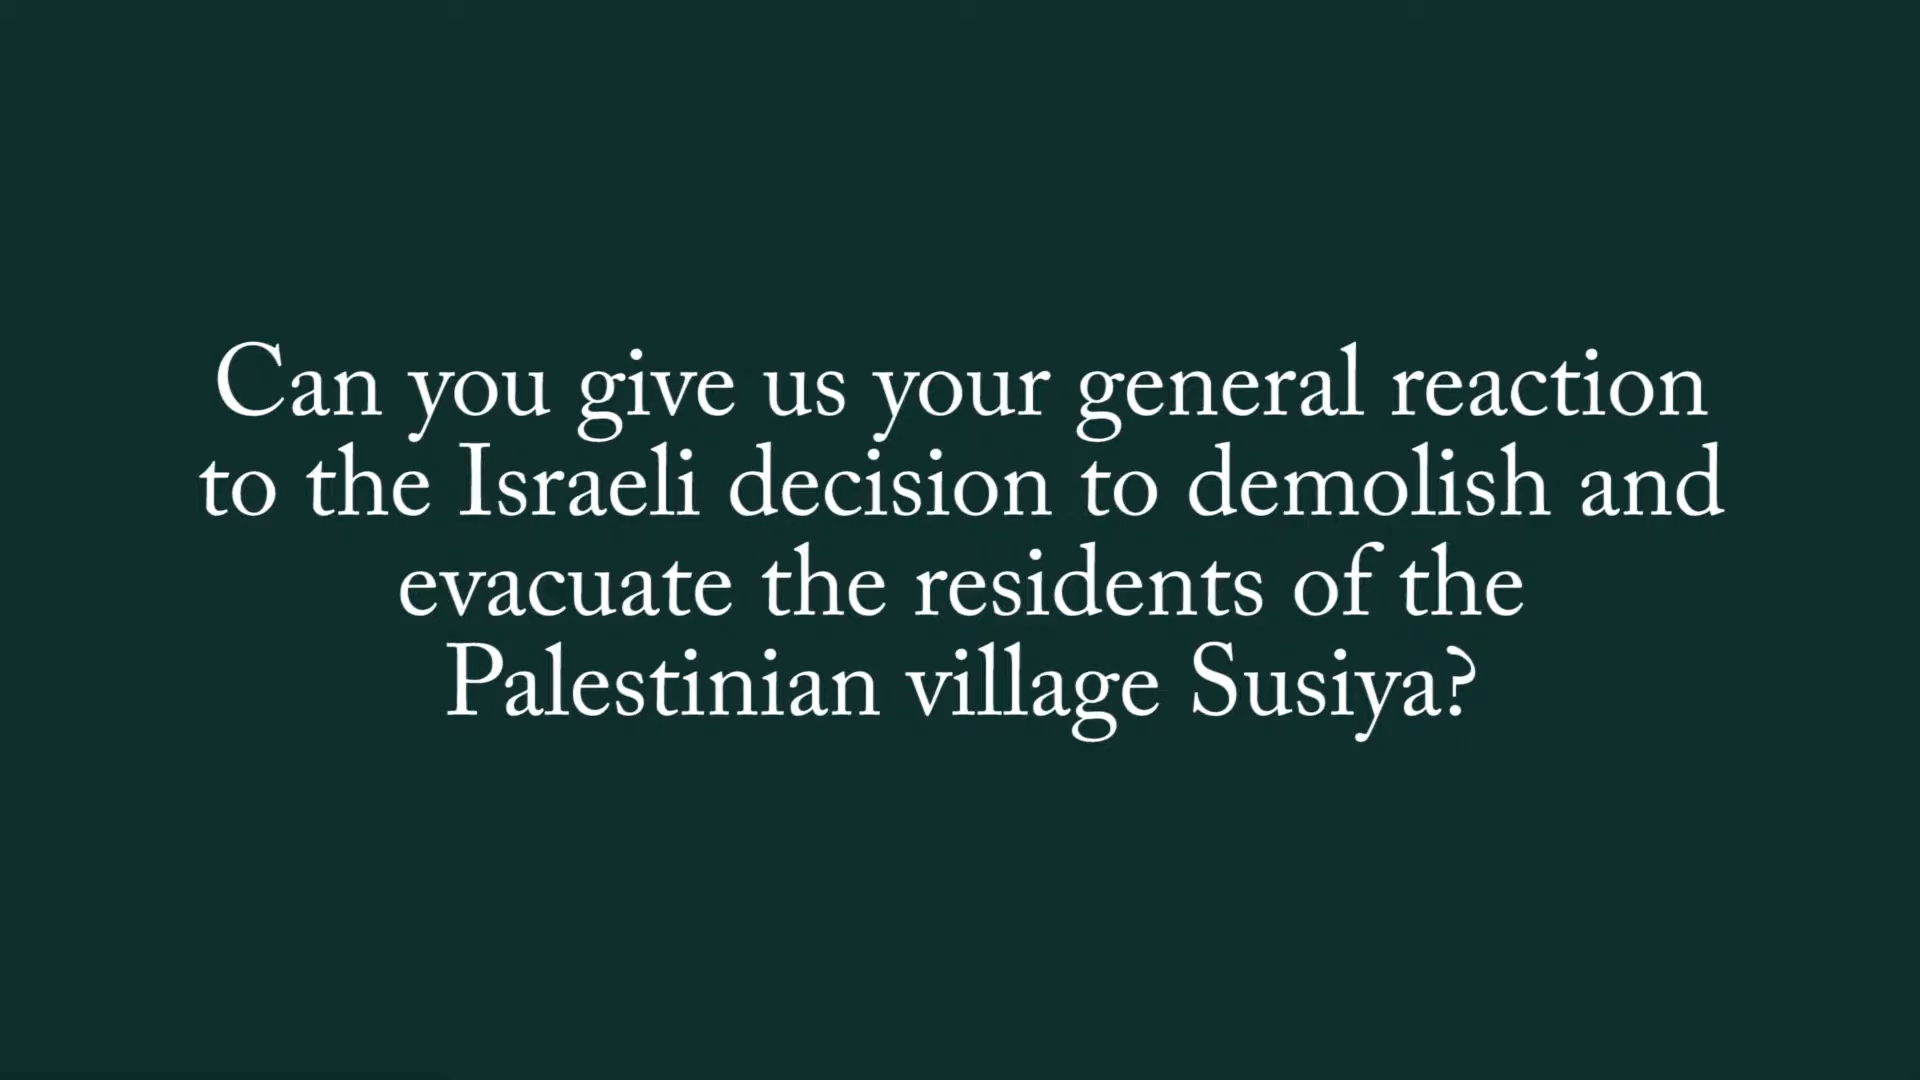 Can you give us your general reaction
to the Israeli decision to demolish and
evacuate the residents of the
Palestinian village Susiya?